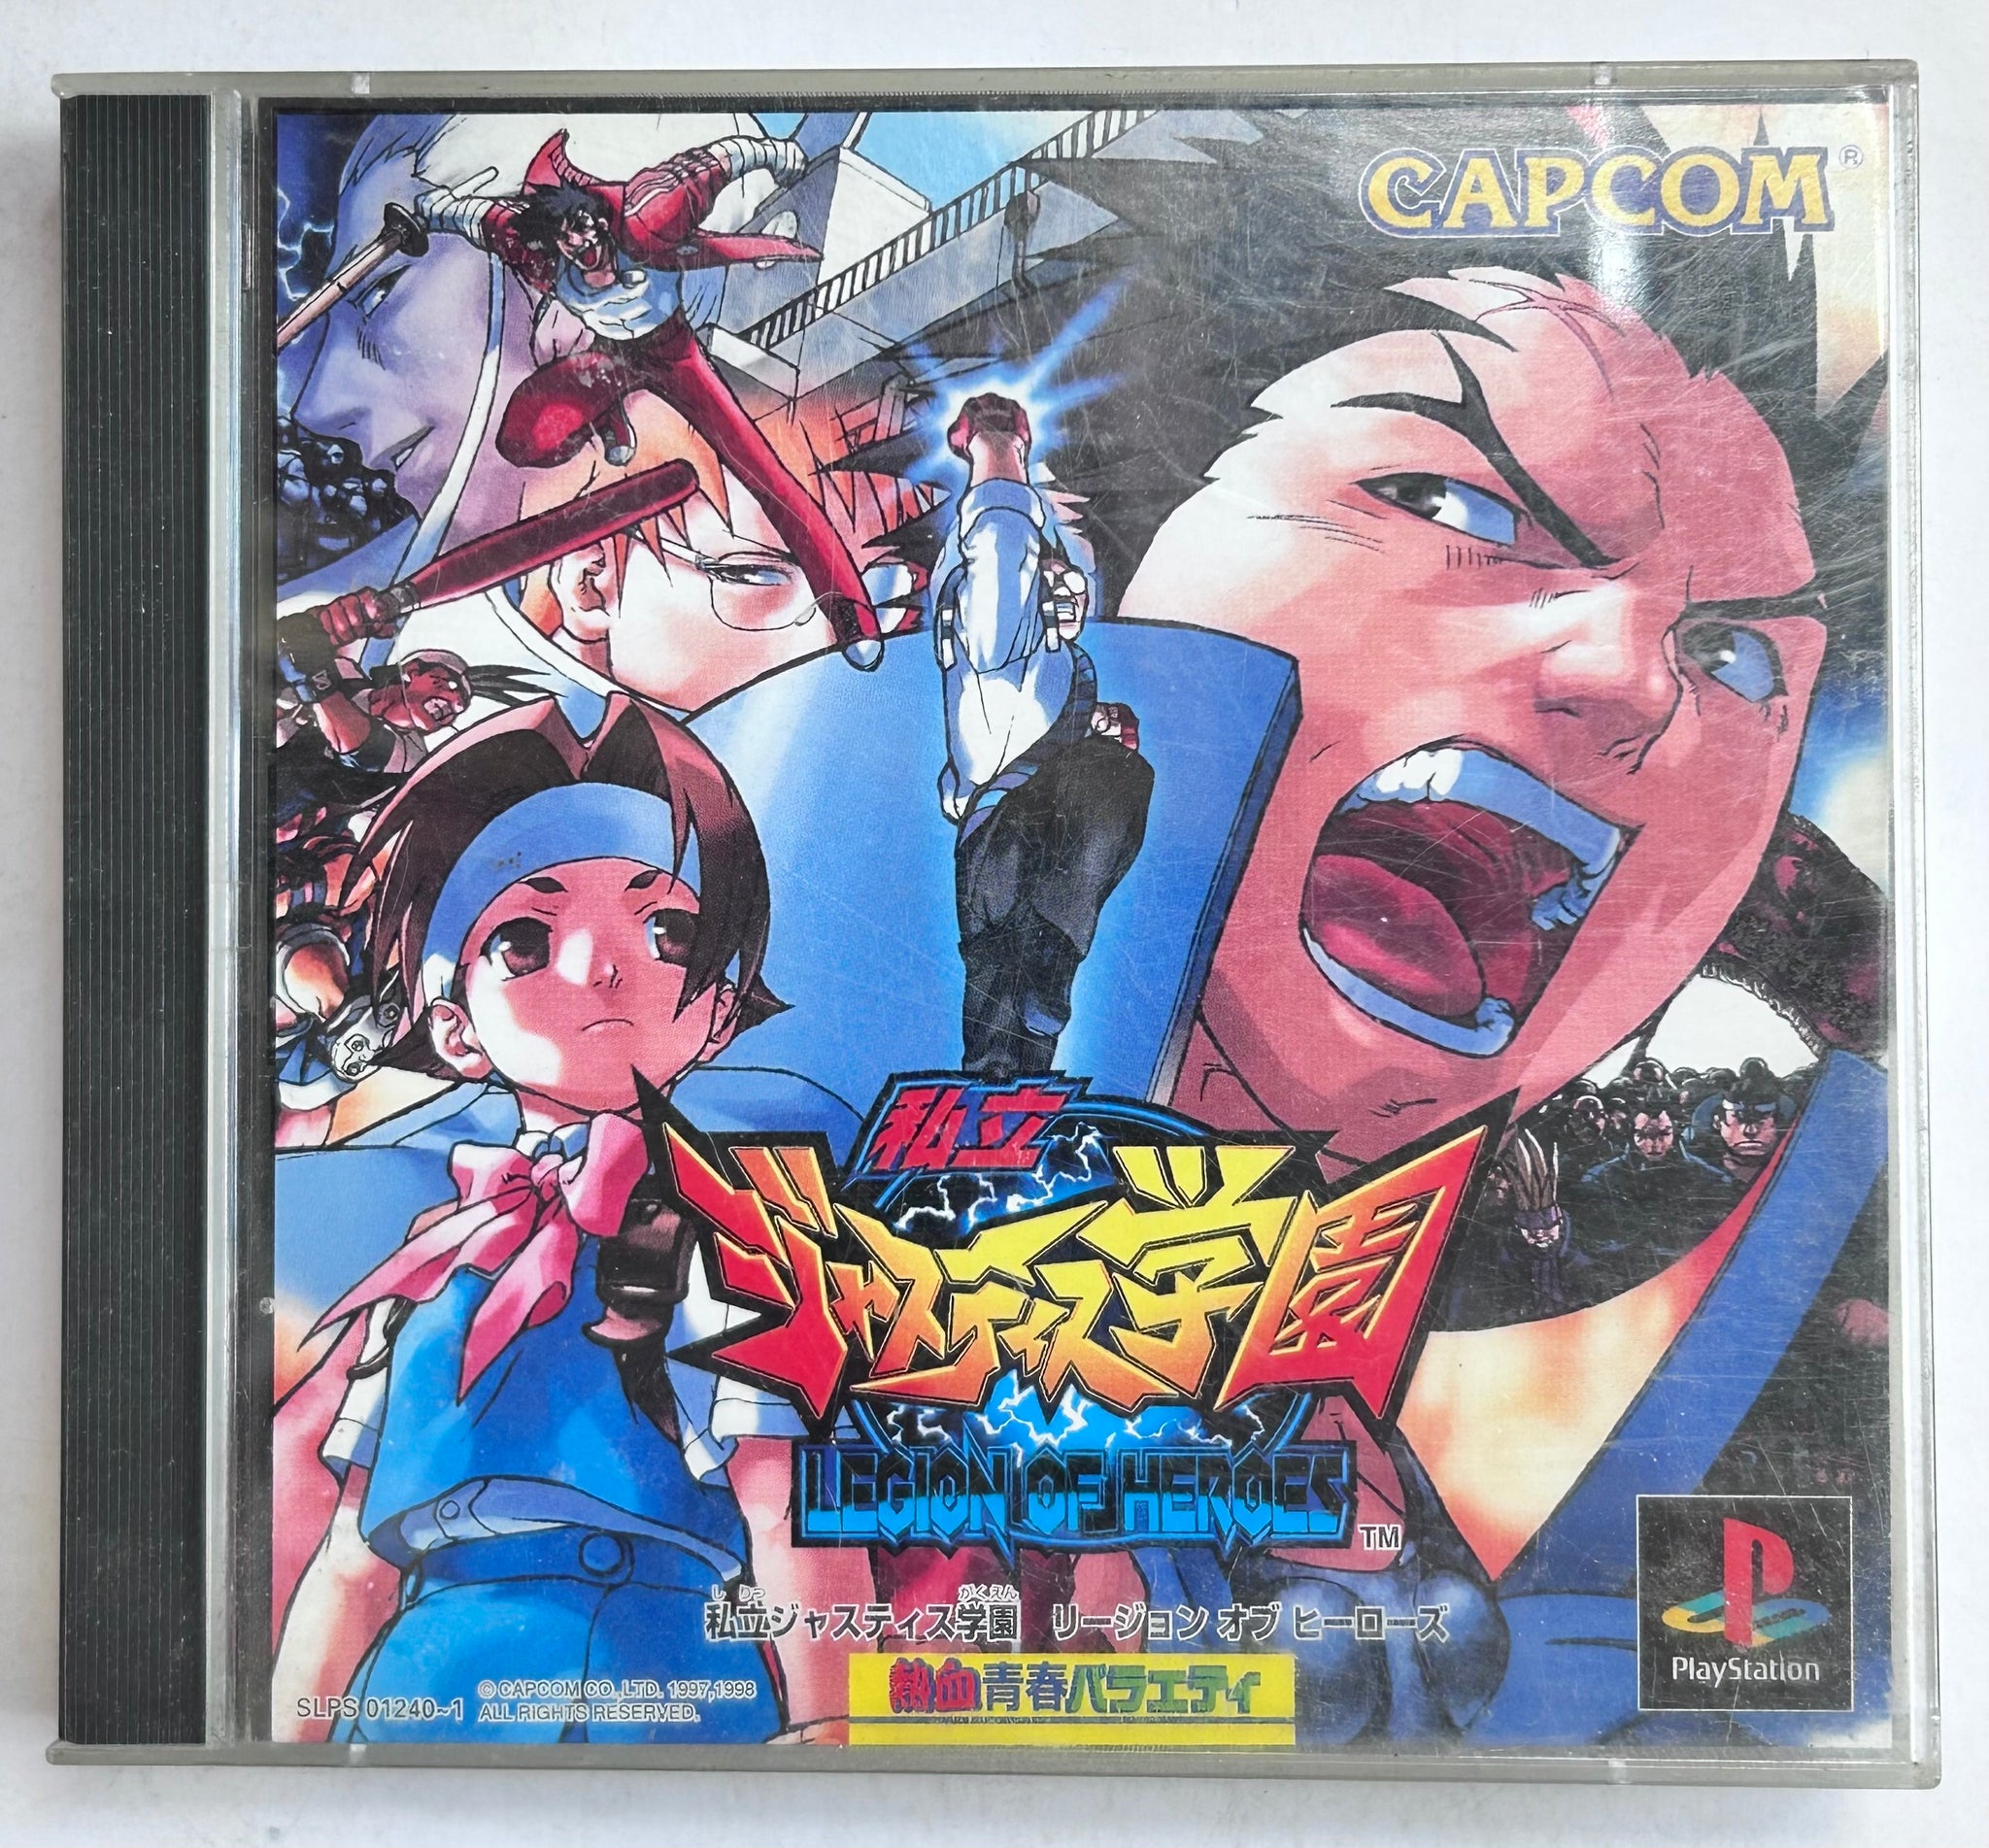 CAPCOM®
私立
ジャスティス学園
LEGION OF HEROES™
しりつ がくえん
私立ジャスティス学園 リージョン オブ ヒーローズ
熱血青春バラエティ
SLPS 01240~1
©CAPCOM CO.,LTD. 1997,1998
ALL RIGHTS RESERVED.
PlayStation